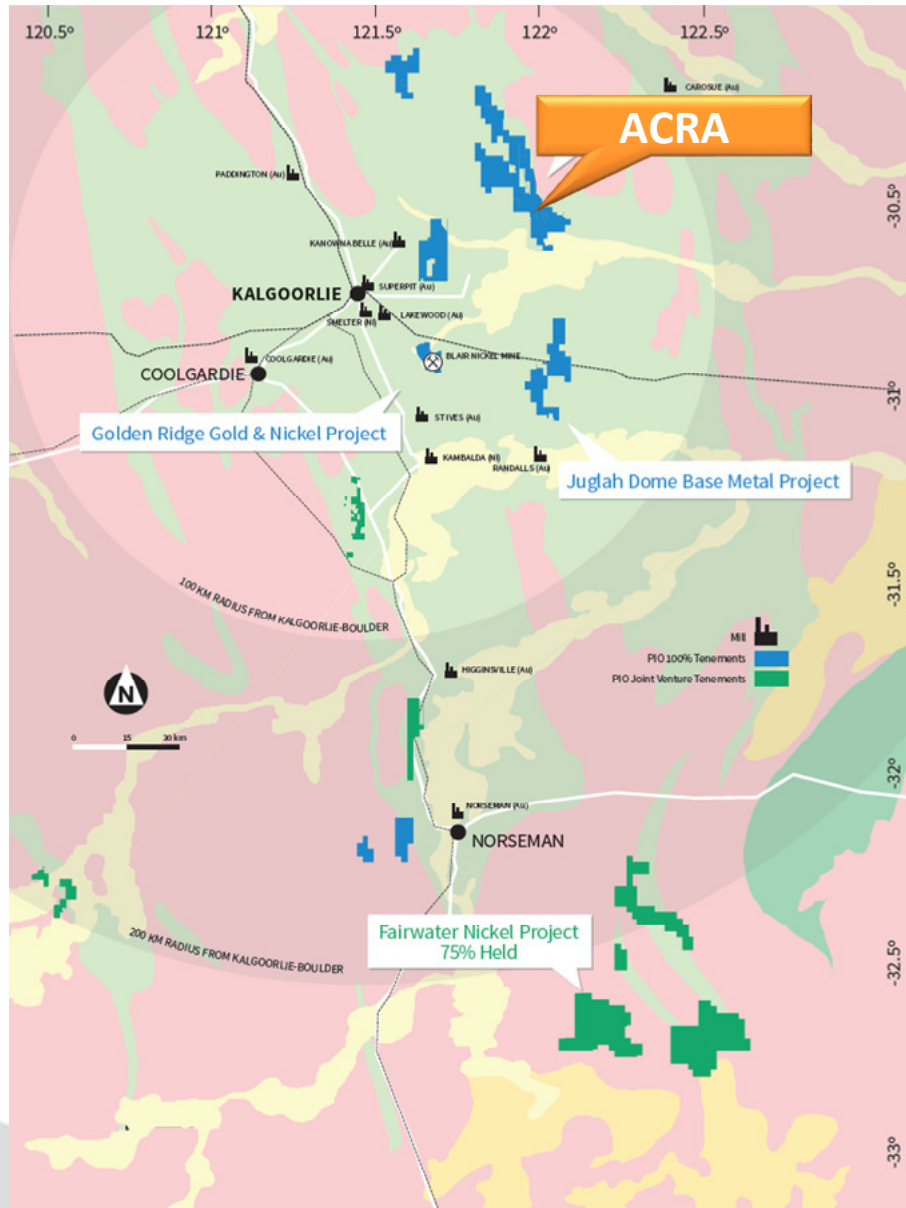 120.5º 121º 121.5º 122º 122.5º
CAROSUE (Au)
ACRA
PADDINGTON (Au)
-30.5º
KANOWNA BELLE (Au)
SUPERPIT (Au)
KALGOORLIE
SMELTER (Ni)
LAKEWOOD (Au)
COOLGARDIE (Au)
BLAIR NICKEL MINE
COOLGARDIE
-31º
STIVES (Au)
Golden Ridge Gold & Nickel Project
KAMBALDA (Ni)
RANDALLS (Au)
Juglah Dome Base Metal Project
-31.5º
100 KM RADIUS FROM KALGOORLIE-BOULDER
Mill
PIO 100% Tenements
PIO Joint Venture Tenements
HIGGINSVILLE (Au)
N
0 15 30 km
-32º
NORSEMAN (Au)
NORSEMAN
200 KM RADIUS FROM KALGOORLIE-BOULDER
Fairwater Nickel Project
75% Held
-32.5º
-33º